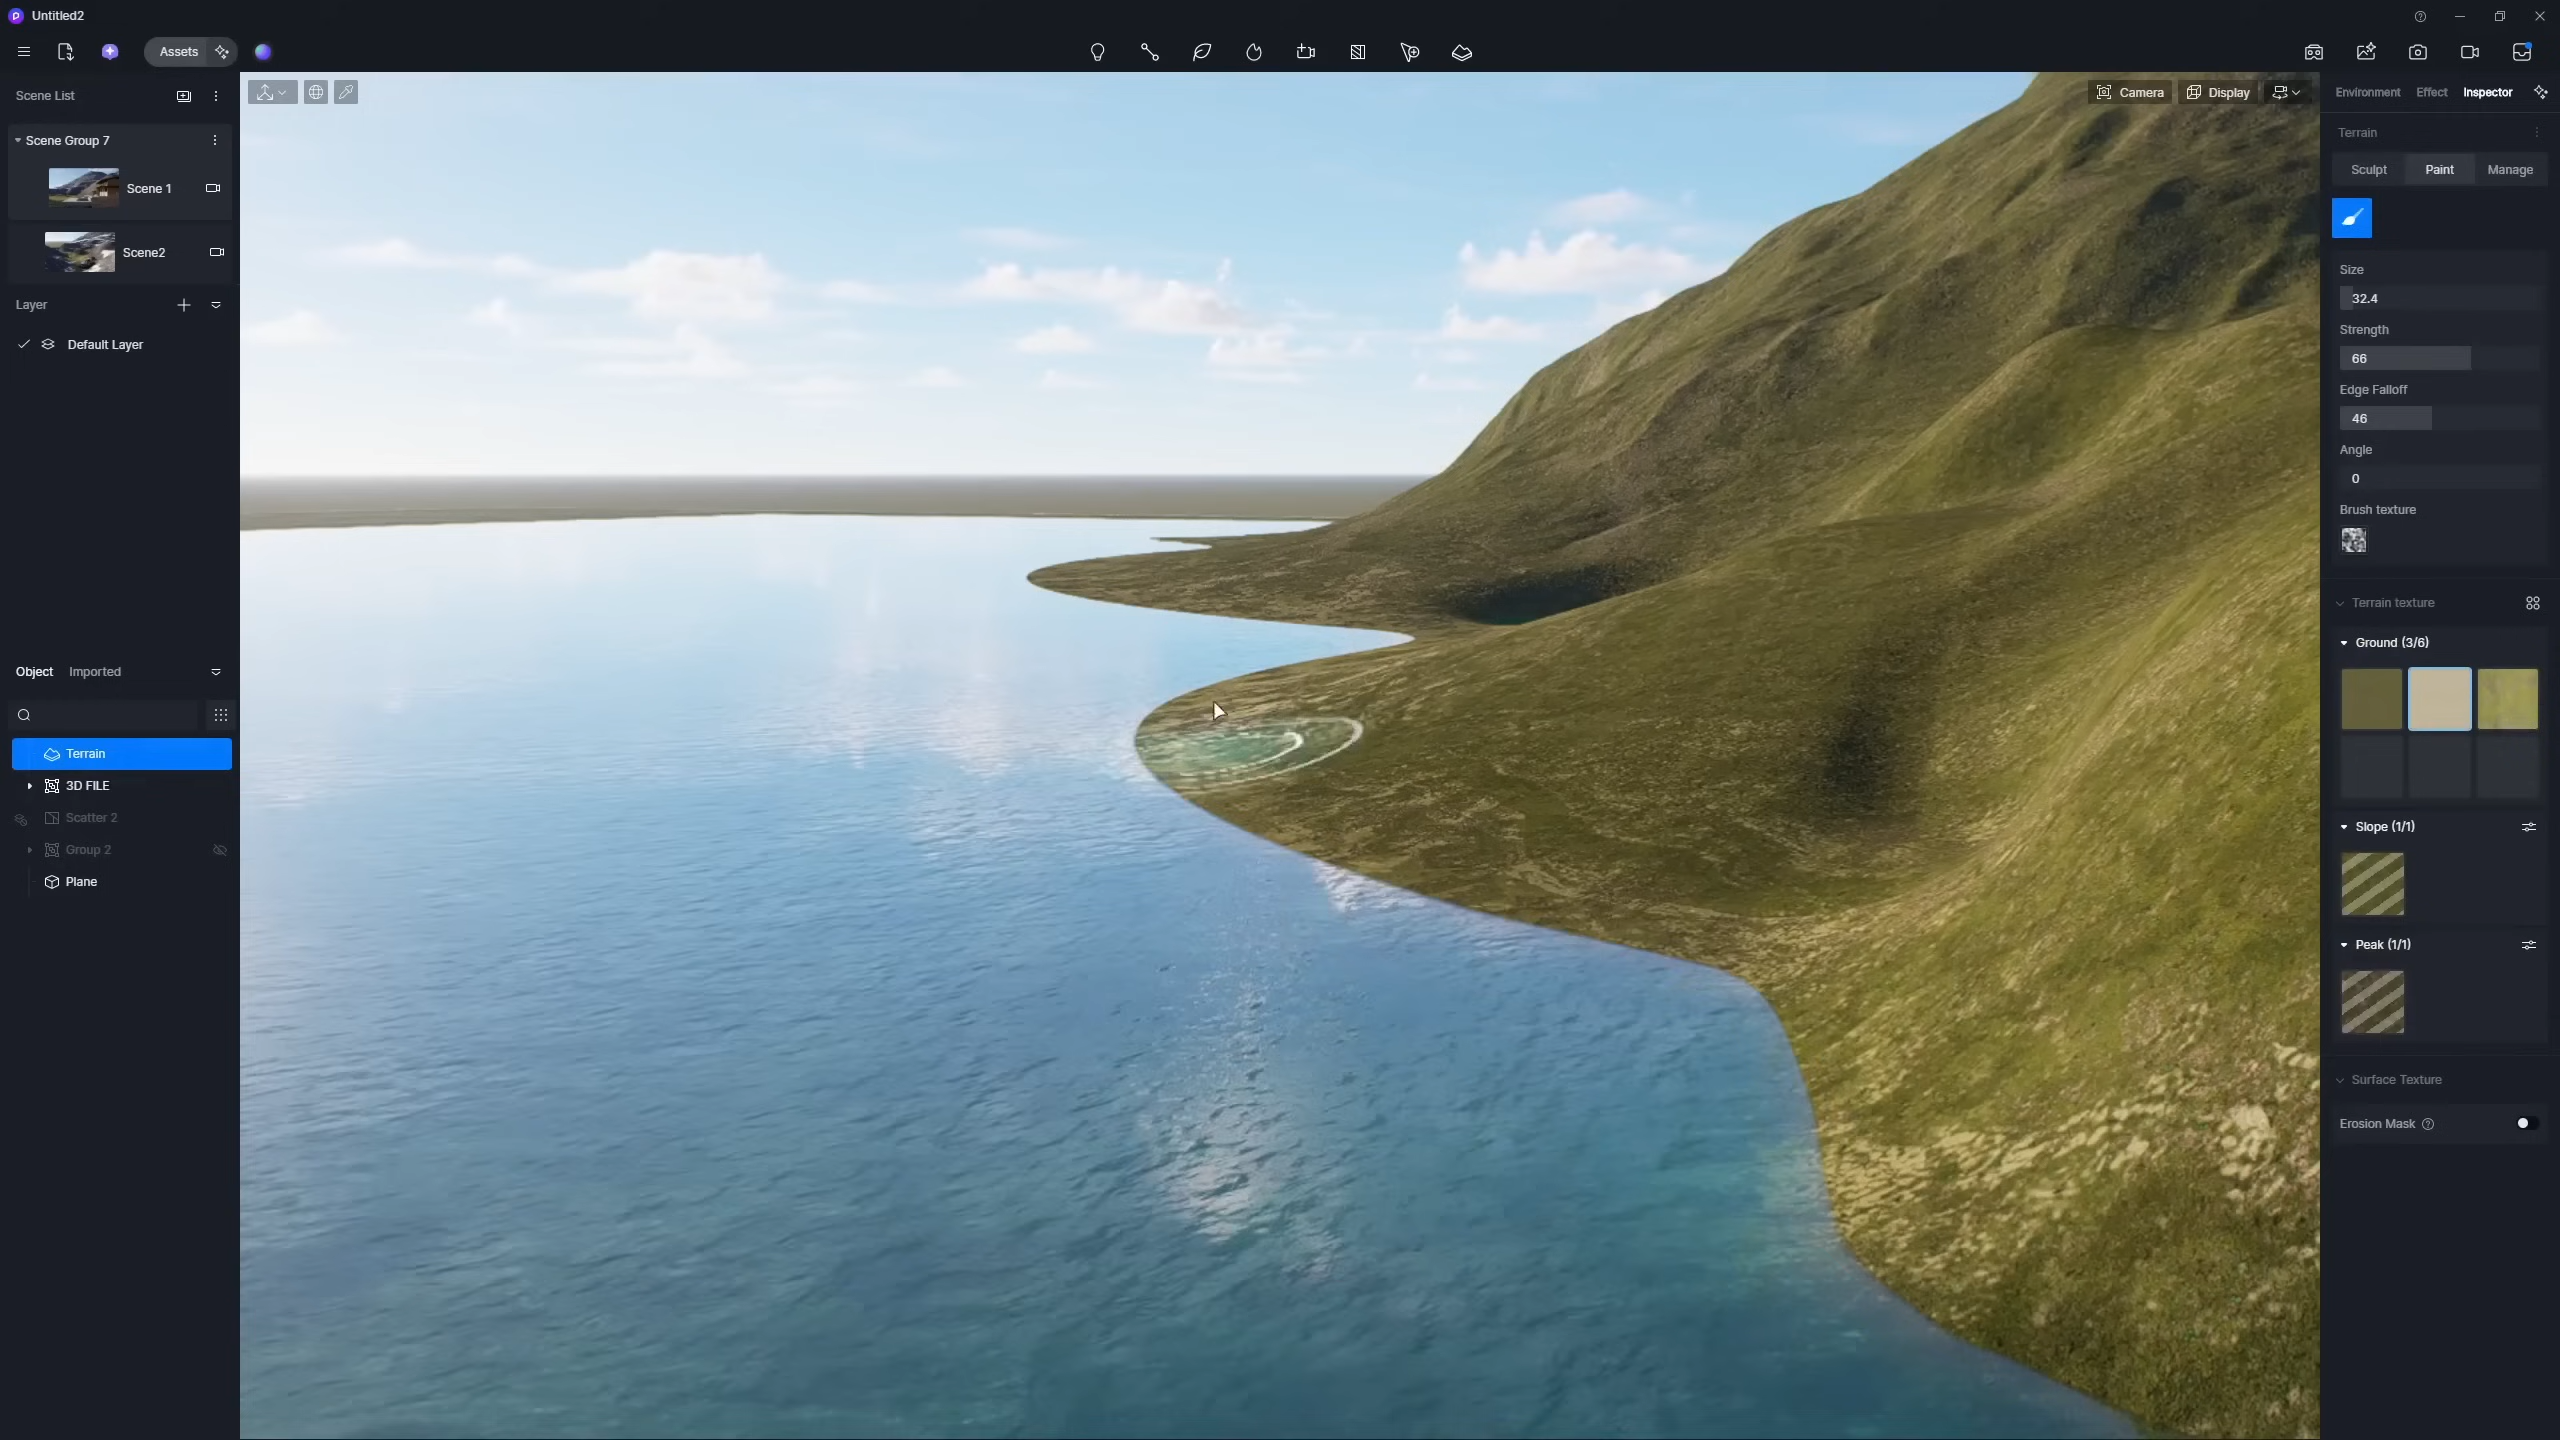 Untitled2
Assets
Scene List
Scene Group 7
Scene 1
Scene2
Layer
Default Layer
Object Imported
Terrain
3D FILE
Scatter 2
Group 2
Plane
Camera Display
Environment Effect Inspector
Terrain
Sculpt Paint Manage
Size
32.4
Strength
66
Edge Falloff
46
Angle
0
Brush texture
Terrain texture
Ground (3/6)
Slope (1/1)
Peak (1/1)
Surface Texture
Erosion Mask